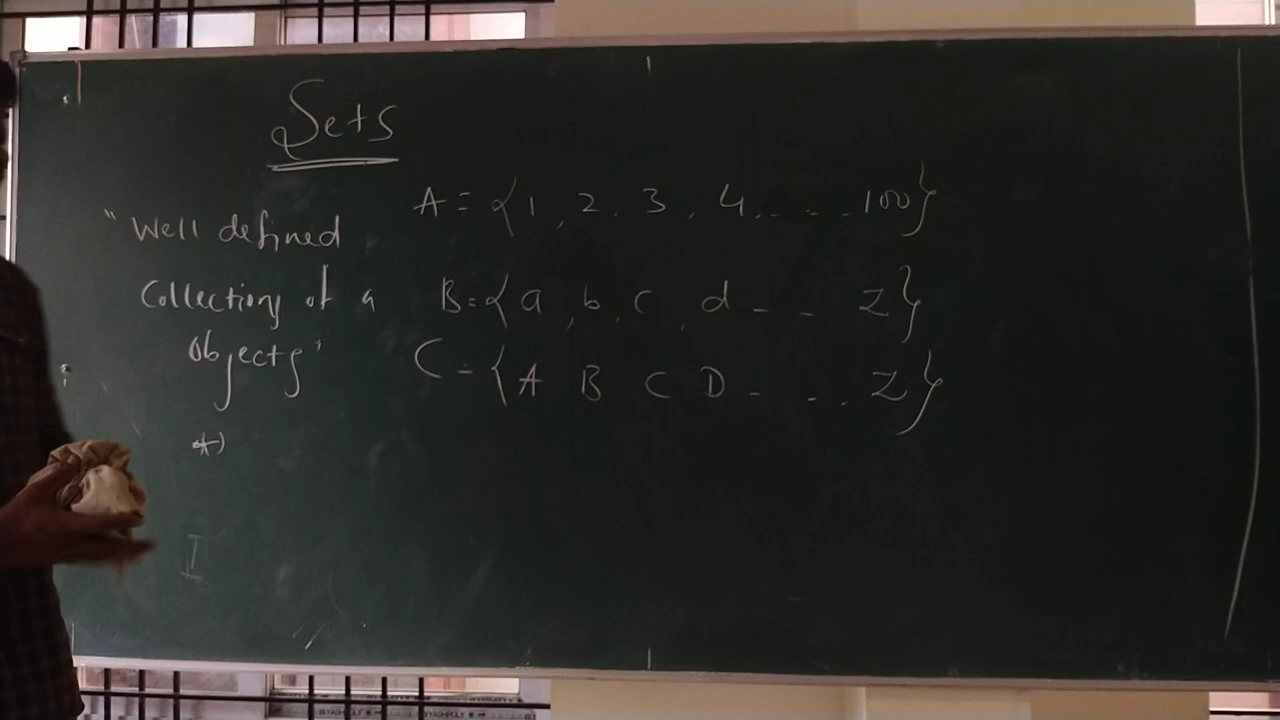 Sets
"Well defined
Collection of a
Objects"
*)
I
A = {1, 2, 3, 4, - - . 100}
B = {a, b, c, d - - z}
C = {A B C D - - . Z}